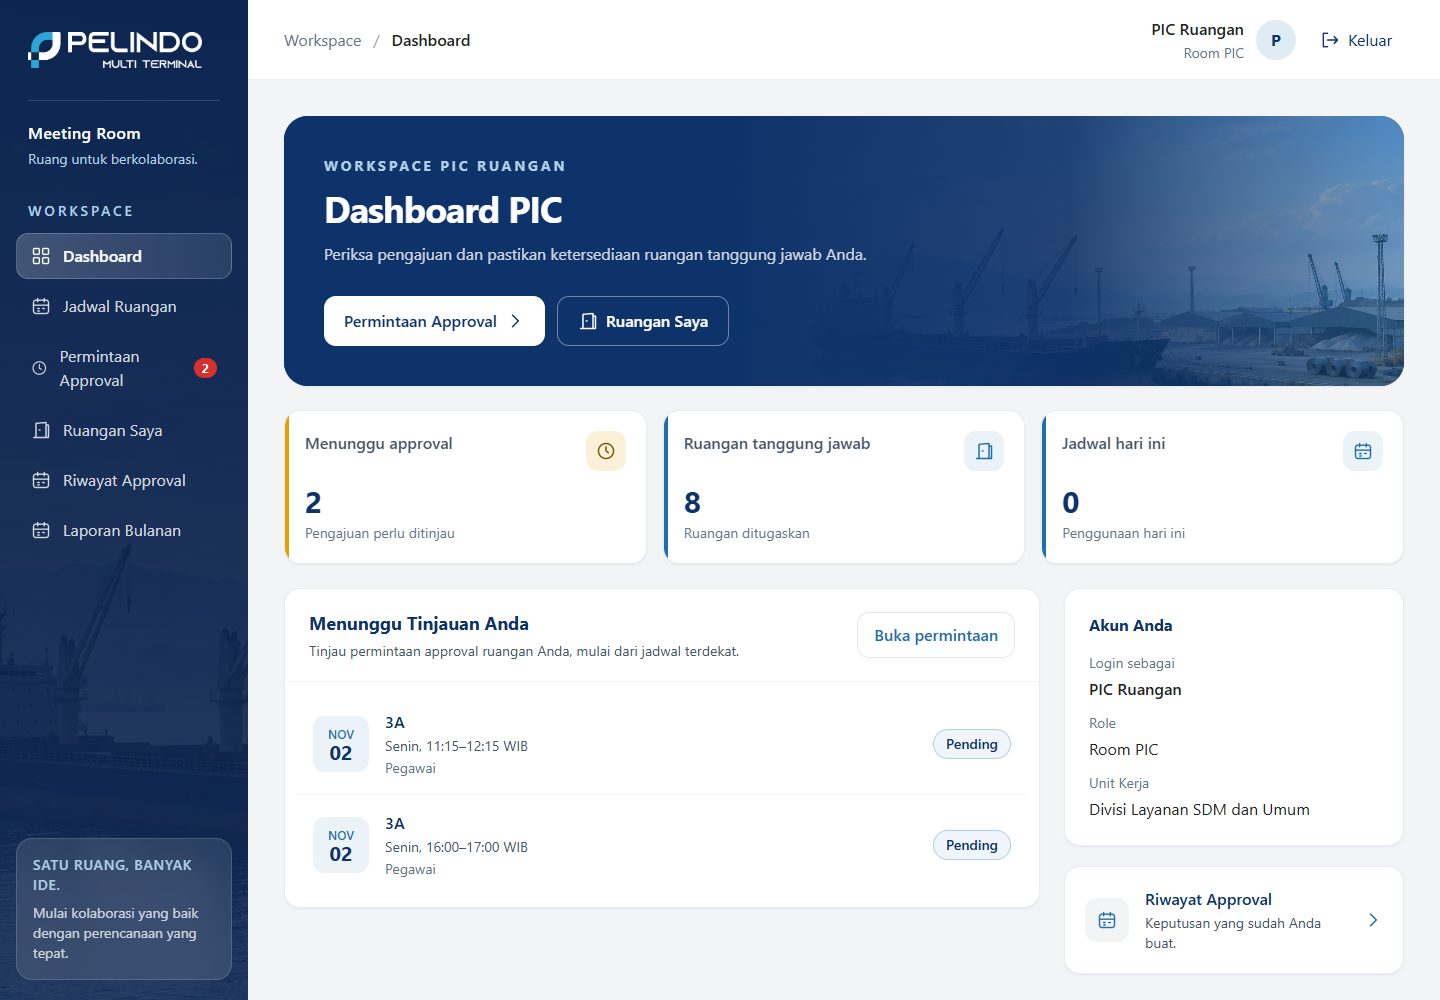 PELINDO
MULTI TERMINAL
Meeting Room
Ruang untuk berkolaborasi.
WORKSPACE
Dashboard
Jadwal Ruangan
Permintaan
Approval
2
Ruangan Saya
Riwayat Approval
Laporan Bulanan
SATU RUANG, BANYAK
IDE.
Mulai kolaborasi yang baik
dengan perencanaan yang
tepat.
Workspace / Dashboard
PIC Ruangan
Room PIC
P
Keluar
WORKSPACE PIC RUANGAN
Dashboard PIC
Periksa pengajuan dan pastikan ketersediaan ruangan tanggung jawab Anda.
Permintaan Approval
Ruangan Saya
Menunggu approval
2
Pengajuan perlu ditinjau
Ruangan tanggung jawab
8
Ruangan ditugaskan
Jadwal hari ini
0
Penggunaan hari ini
Menunggu Tinjauan Anda
Tinjau permintaan approval ruangan Anda, mulai dari jadwal terdekat.
Buka permintaan
NOV
02
3A
Senin, 11:15–12:15 WIB
Pegawai
Pending
NOV
02
3A
Senin, 16:00–17:00 WIB
Pegawai
Pending
Akun Anda
Login sebagai
PIC Ruangan
Role
Room PIC
Unit Kerja
Divisi Layanan SDM dan Umum
Riwayat Approval
Keputusan yang sudah Anda
buat.